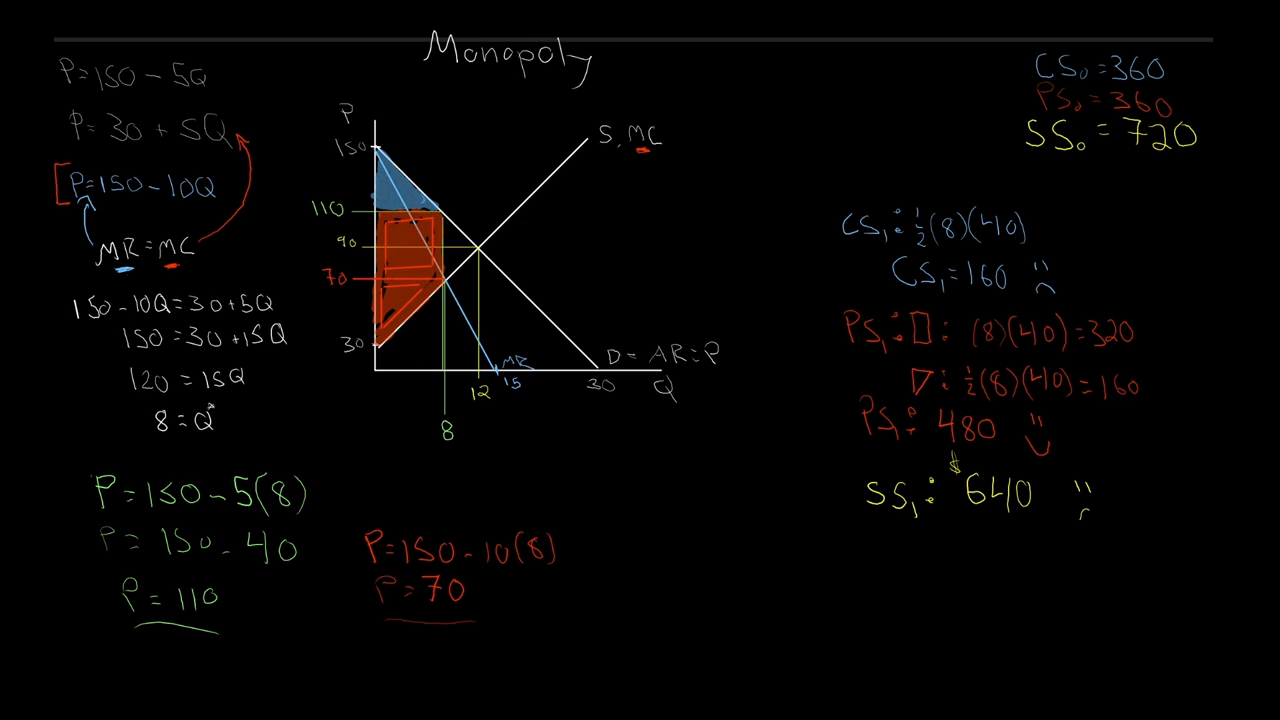 Monopoly
P=150-5Q
P=30+5Q
P=150-10Q
MR=MC
150-10Q=30+5Q
150=30+15Q
120=15Q
8=Q*
P=150-5(8)
P=150-40
P=110
P=150-10(8)
P=70
P
150
110
90
70
30
S, MC
D=AR=P
MR
15
12
30
Q
8
CS₀=360
PS₀=360
SS₀=720
CS₁: ½(8)(40)
CS₁=160
PS₁: (8)(40)=320
½(8)(40)=160
PS₁: 480
$
SS₁: 640